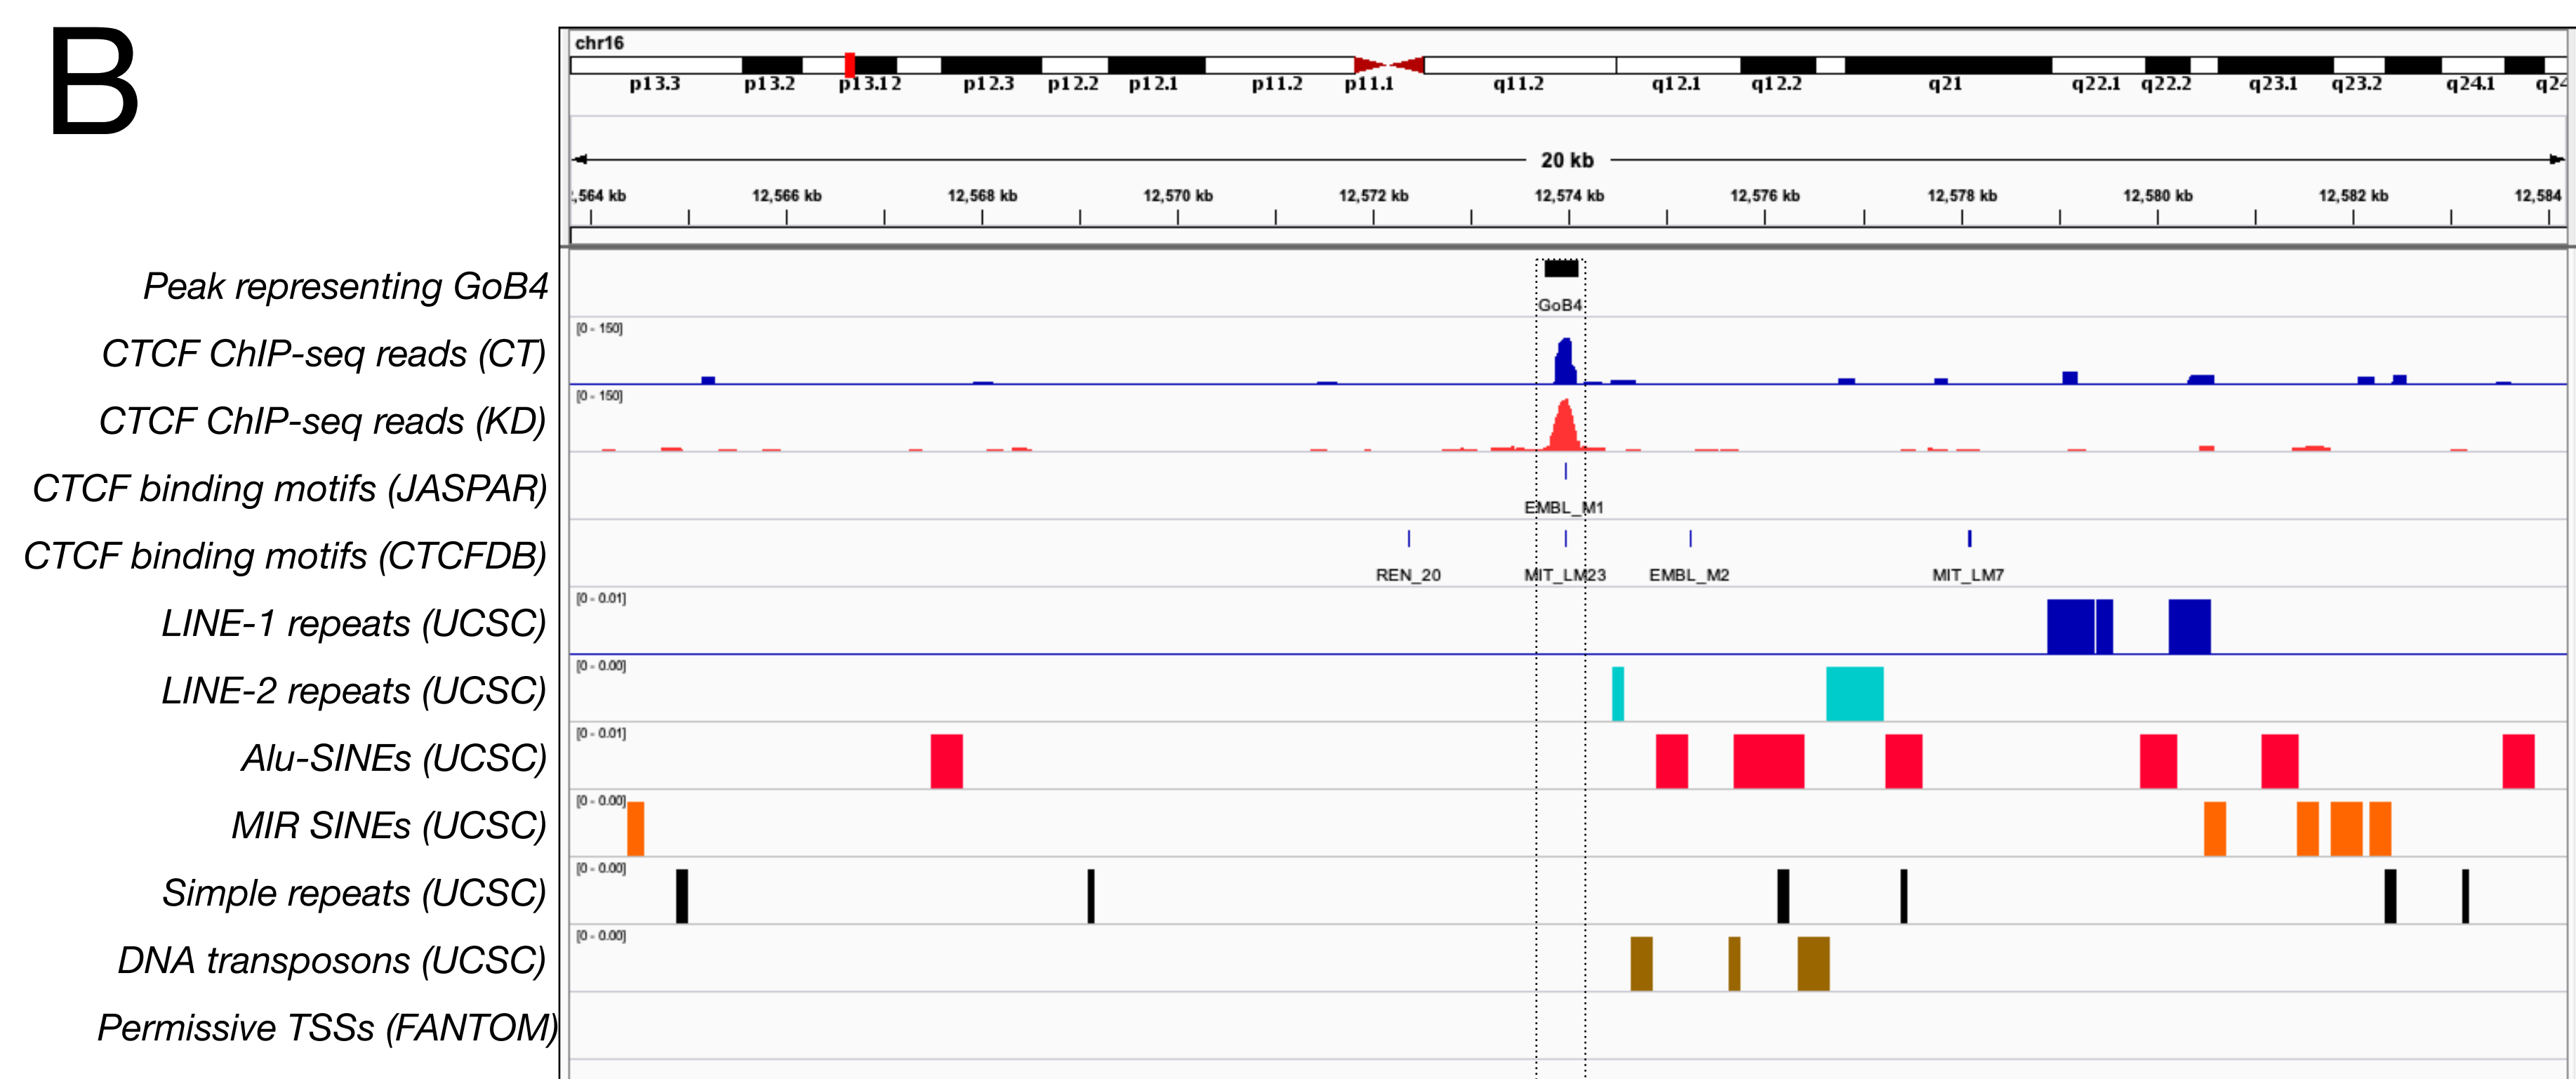 B
chr16
p13.3 p13.2 p13.12 p12.3 p12.2 p12.1 p11.2 p11.1 q11.2 q12.1 q12.2 q21 q22.1 q22.2 q23.1 q23.2 q24.1 q24
20 kb
,564 kb 12,566 kb 12,568 kb 12,570 kb 12,572 kb 12,574 kb 12,576 kb 12,578 kb 12,580 kb 12,582 kb 12,584
Peak representing GoB4
GoB4
CTCF ChIP-seq reads (CT)
[0 - 150]
CTCF ChIP-seq reads (KD)
[0 - 150]
CTCF binding motifs (JASPAR)
EMBL_M1
CTCF binding motifs (CTCFDB)
REN_20 MIT_LM23 EMBL_M2 MIT_LM7
LINE-1 repeats (UCSC)
[0 - 0.01]
LINE-2 repeats (UCSC)
[0 - 0.00]
Alu-SINEs (UCSC)
[0 - 0.01]
MIR SINEs (UCSC)
[0 - 0.00]
Simple repeats (UCSC)
[0 - 0.00]
DNA transposons (UCSC)
[0 - 0.00]
Permissive TSSs (FANTOM)